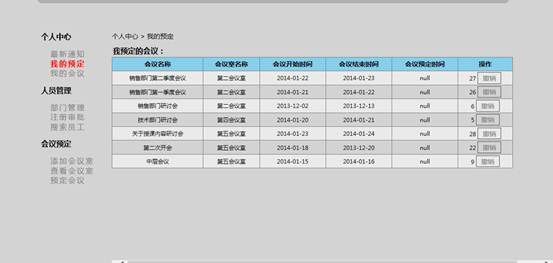 个人中心
最新通知
我的预定
我的会议
人员管理
部门管理
注册审批
搜索员工
会议预定
添加会议室
查看会议室
预定会议
个人中心 > 我的预定
我预定的会议：
会议名称 会议室名称 会议开始时间 会议结束时间 会议预定时间 操作
销售部门第二季度会议 第二会议室 2014-01-22 2014-01-23 null 27 撤销
销售部门第一季度会议 第二会议室 2014-01-21 2014-01-22 null 26 撤销
销售部门研讨会 第二会议室 2013-12-02 2013-12-13 null 6 撤销
技术部门研讨会 第四会议室 2014-01-20 2014-01-21 null 5 撤销
关于授课内容研讨会 第五会议室 2014-01-23 2014-01-24 null 28 撤销
第二次开会 第四会议室 2014-01-18 2013-12-20 null 22 撤销
中层会议 第五会议室 2014-01-15 2014-01-16 null 9 撤销